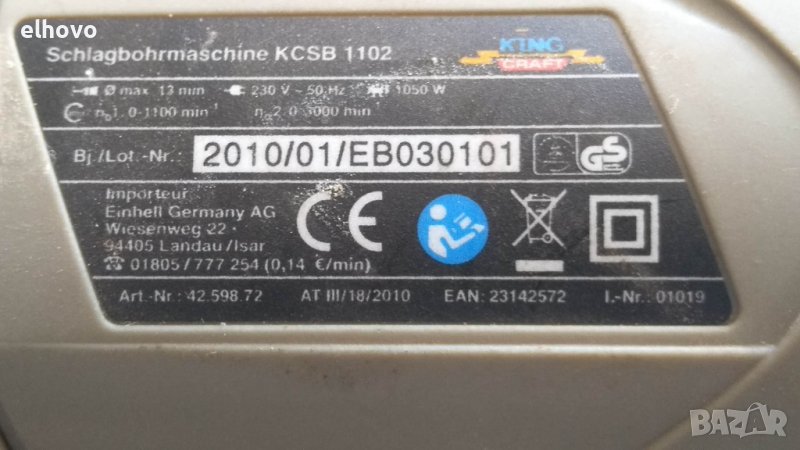 elhovo
Schlagbohrmaschine KCSB 1102
KING CRAFT
Ø max. 13 mm 230 V ~ 50 Hz 1050 W
n₀1. 0-1100 min⁻¹ n₀2. 0-3000 min
Bj./Lot.-Nr.: 2010/01/EB030101
GS
Importeur
Einhell Germany AG
Wiesenweg 22
94405 Landau/Isar
01805/777 254 (0,14 €/min)
CE
Art.-Nr.: 42.598.72 AT III/18/2010 EAN: 23142572 I.-Nr.: 01019
BAZAR